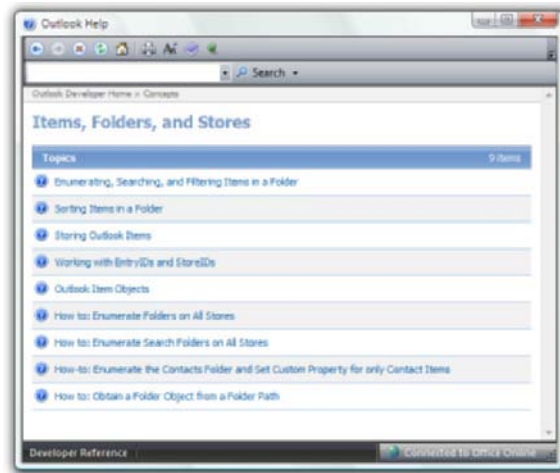 Outlook Help
Search
Outlook Developer Home > Concepts
Items, Folders, and Stores
Topics 9 items
Enumerating, Searching, and Filtering Items in a Folder
Sorting Items in a Folder
Storing Outlook Items
Working with EntryIDs and StoreIDs
Outlook Item Objects
How to: Enumerate Folders on All Stores
How to: Enumerate Search Folders on All Stores
How-to: Enumerate the Contacts Folder and Set Custom Property for only Contact Items
How to: Obtain a Folder Object from a Folder Path
Developer Reference Connected to Office Online